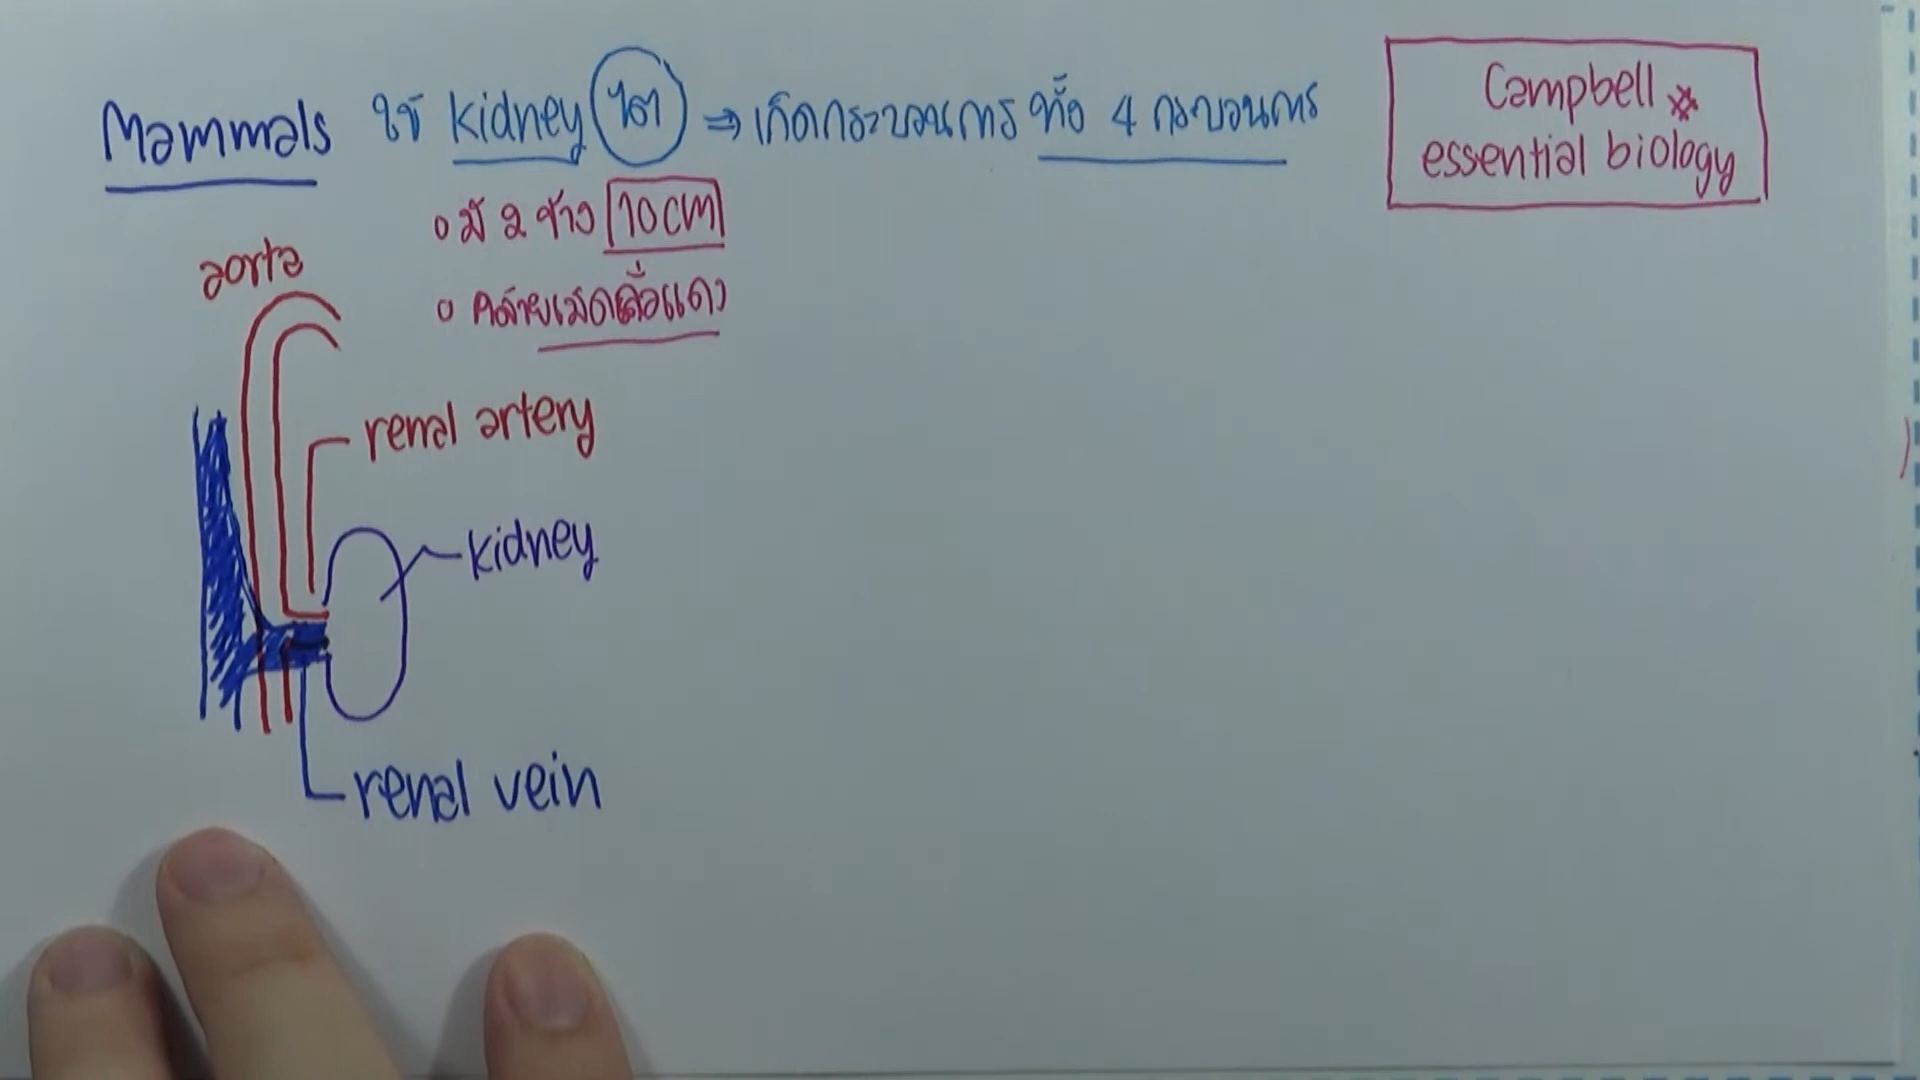 Mammals ใช้ kidney ไต ⇒ เกิดกระบวนการ ทั้ง 4 กระบวนการ
Campbell
essential biology
มี 2 ข้าง 10 cm
คล้ายเม็ดถั่วแดง
aorta
renal artery
kidney
renal vein